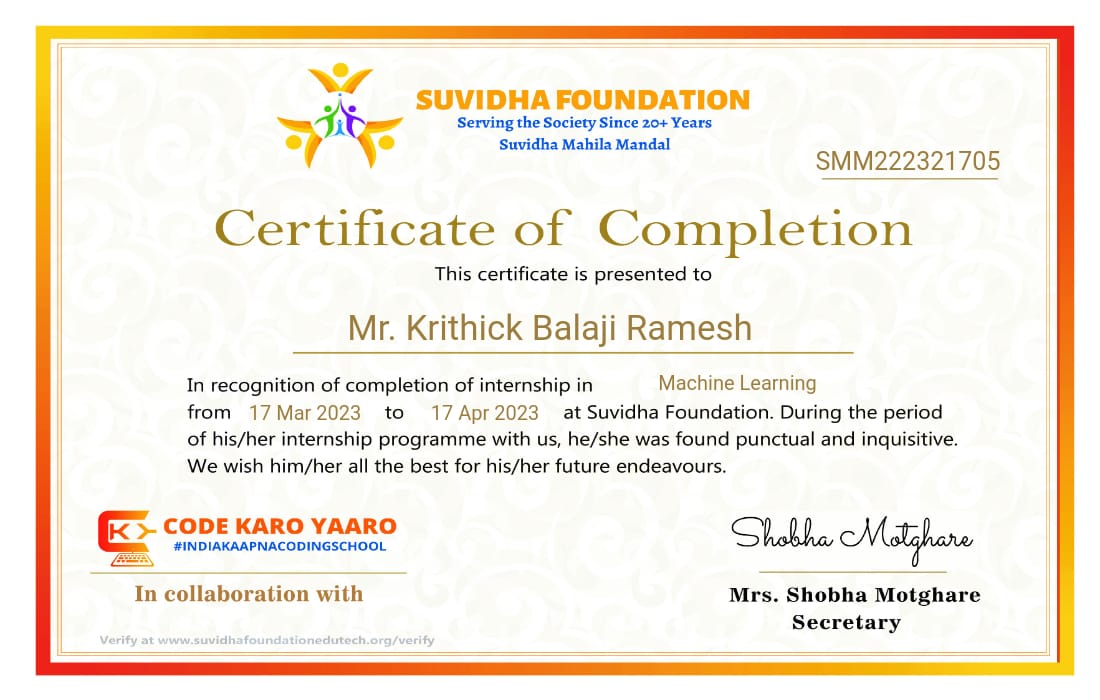 SUVIDHA FOUNDATION
Serving the Society Since 20+ Years
Suvidha Mahila Mandal
SMM222321705
Certificate of Completion
This certificate is presented to
Mr. Krithick Balaji Ramesh
In recognition of completion of internship in Machine Learning
from 17 Mar 2023 to 17 Apr 2023 at Suvidha Foundation. During the period
of his/her internship programme with us, he/she was found punctual and inquisitive.
We wish him/her all the best for his/her future endeavours.
CKY CODE KARO YAARO
#INDIAKAAPNACODINGSCHOOL
In collaboration with
Shobha Motghare
Mrs. Shobha Motghare
Secretary
Verify at www.suvidhafoundationedutech.org/verify